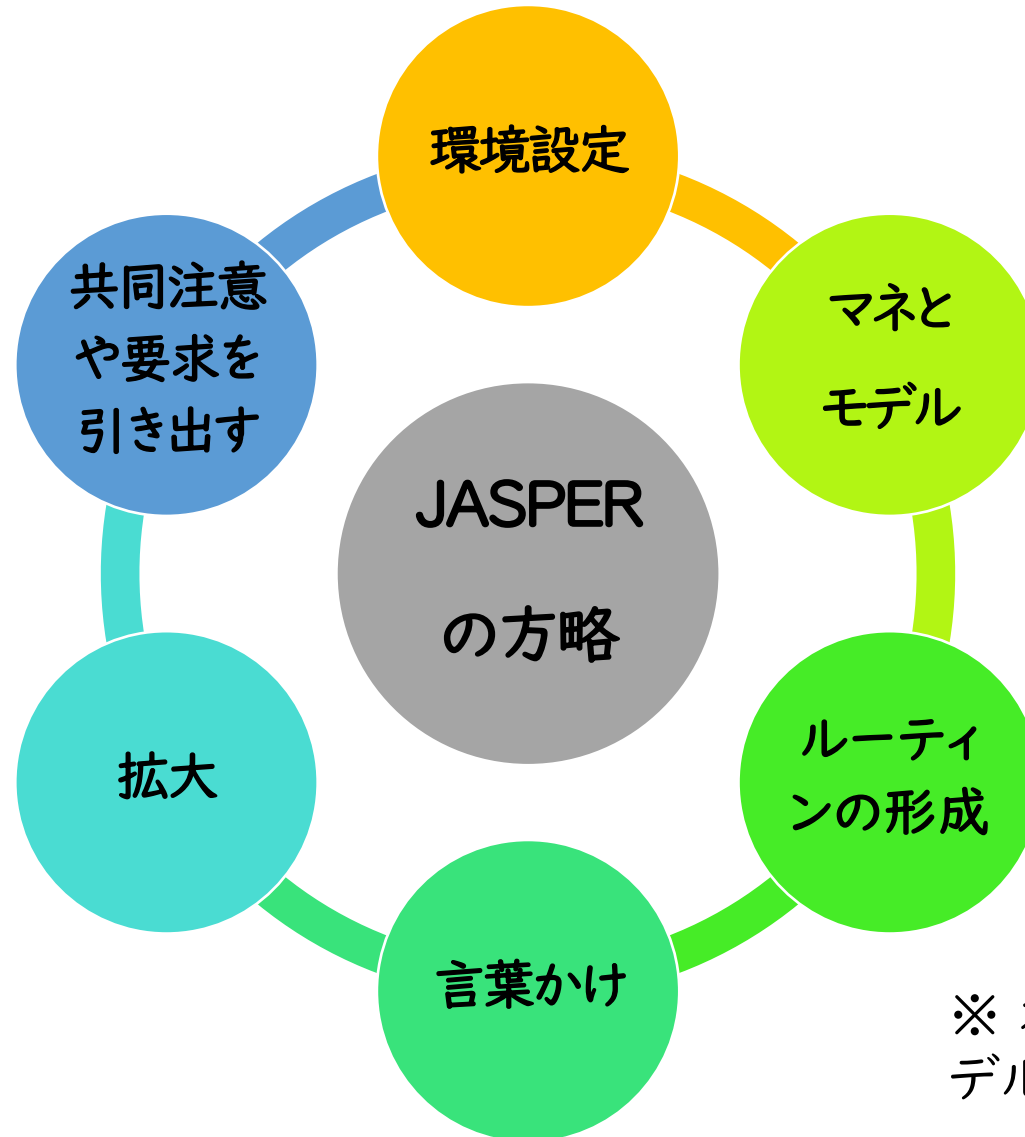 環境設定
共同注意
や要求を
引き出す
マネと
モデル
JASPER
の方略
拡大
ルーティ
ンの形成
言葉かけ
※
デル